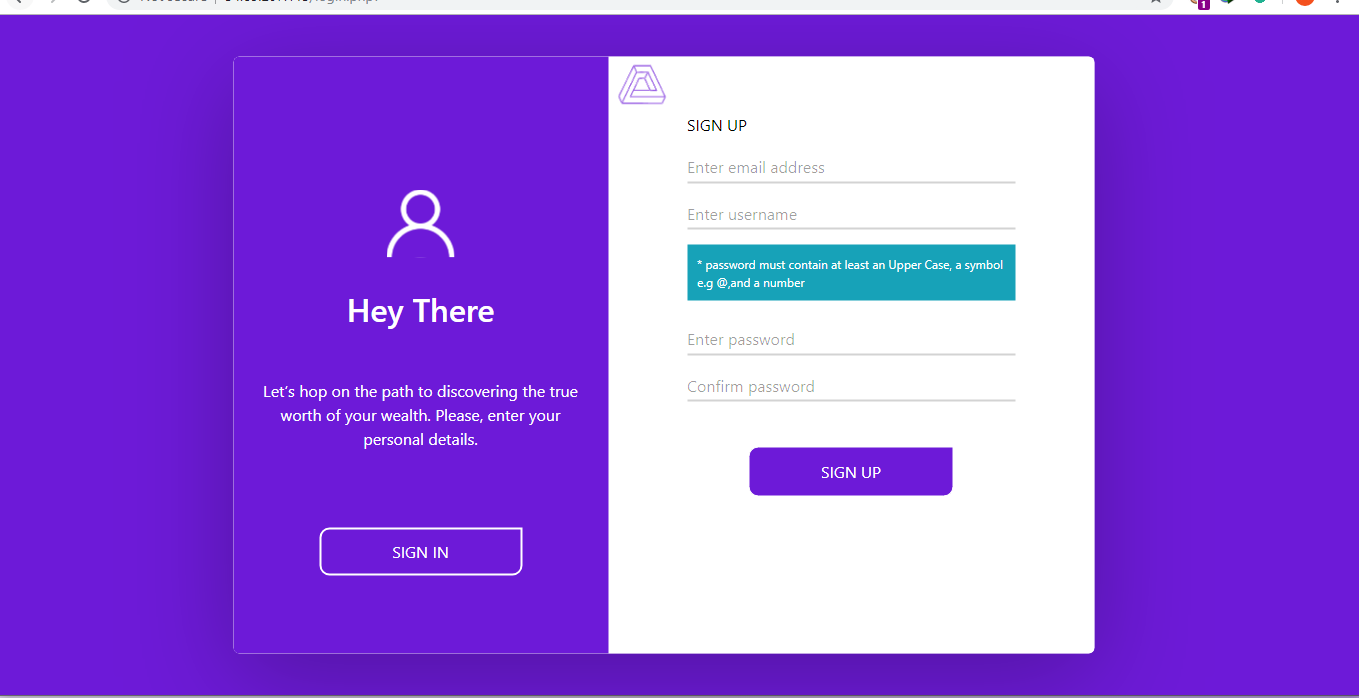 SIGN UP
Enter email address
Enter username
* password must contain at least an Upper Case, a symbol
e.g @,and a number
Enter password
Confirm password
SIGN UP
Hey There
Let's hop on the path to discovering the true
worth of your wealth. Please, enter your
personal details.
SIGN IN
1